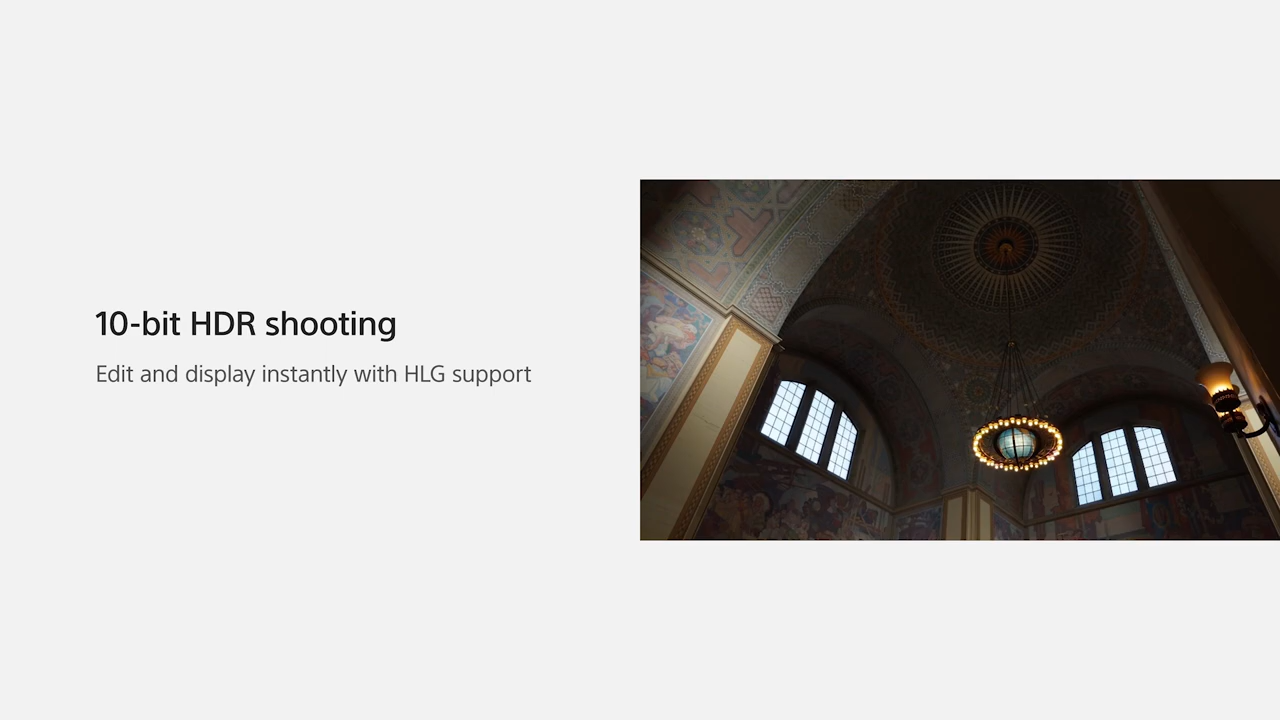 10-bit HDR shooting
Edit and display instantly with HLG support